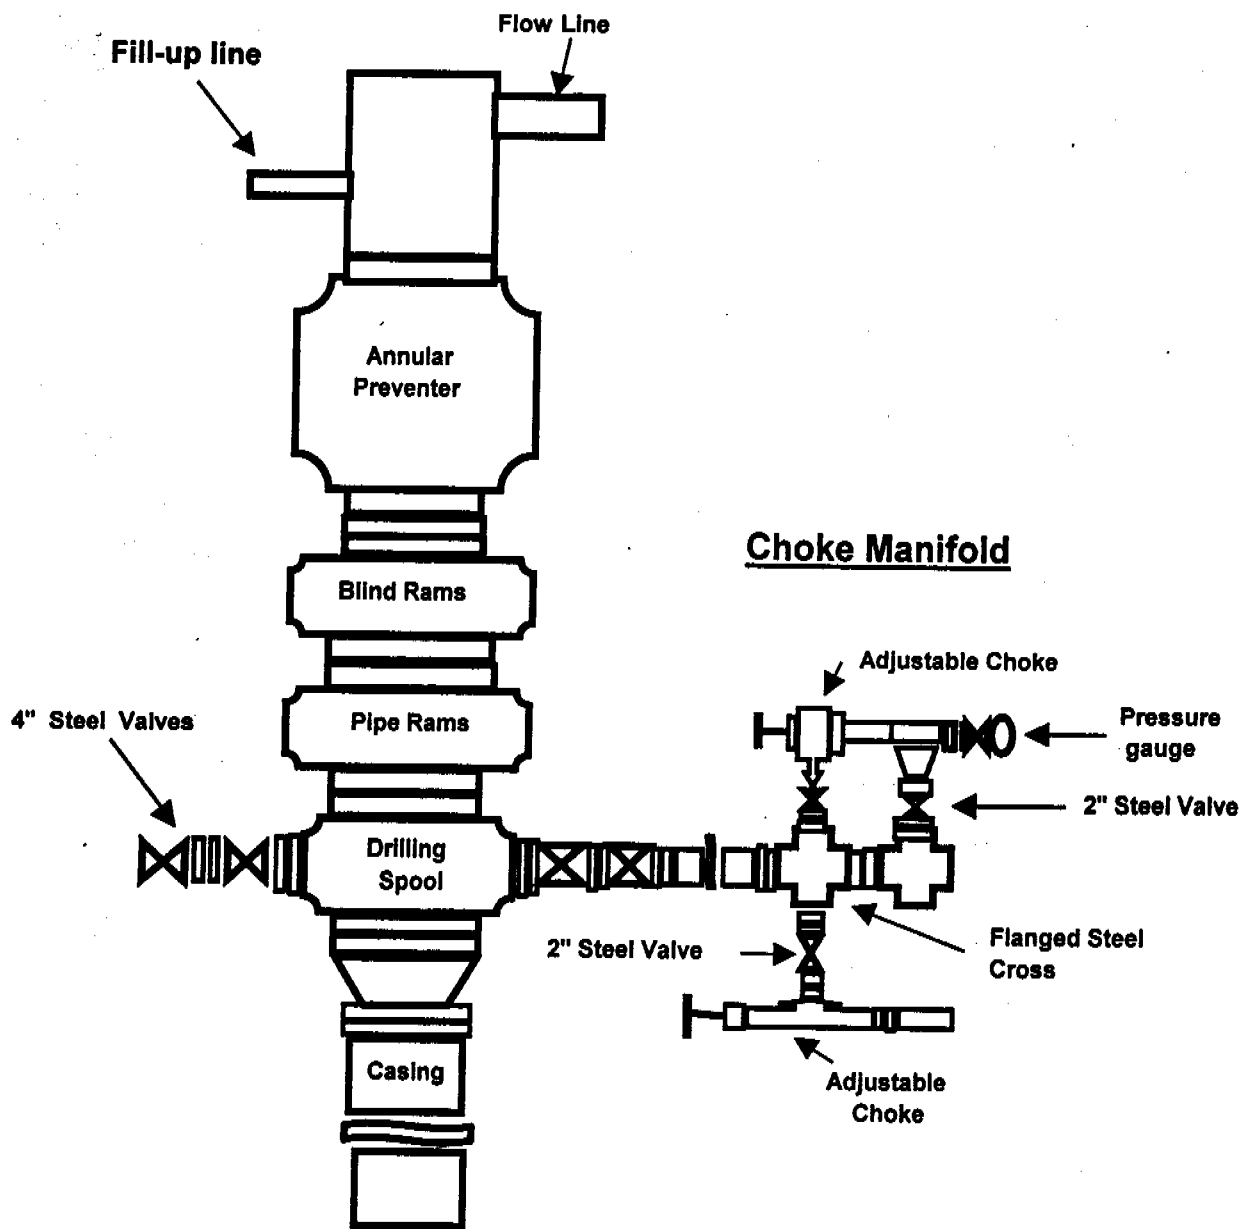 Flow Line
Fill-up line
Annular
Preventer
Choke Manifold
Blind Rams
Adjustable Choke
4" Steel Valves
Pipe Rams
Pressure
gauge
2" Steel Valve
Drilling
Spool
2" Steel Valve
Flanged Steel
Cross
Casing
Adjustable
Choke